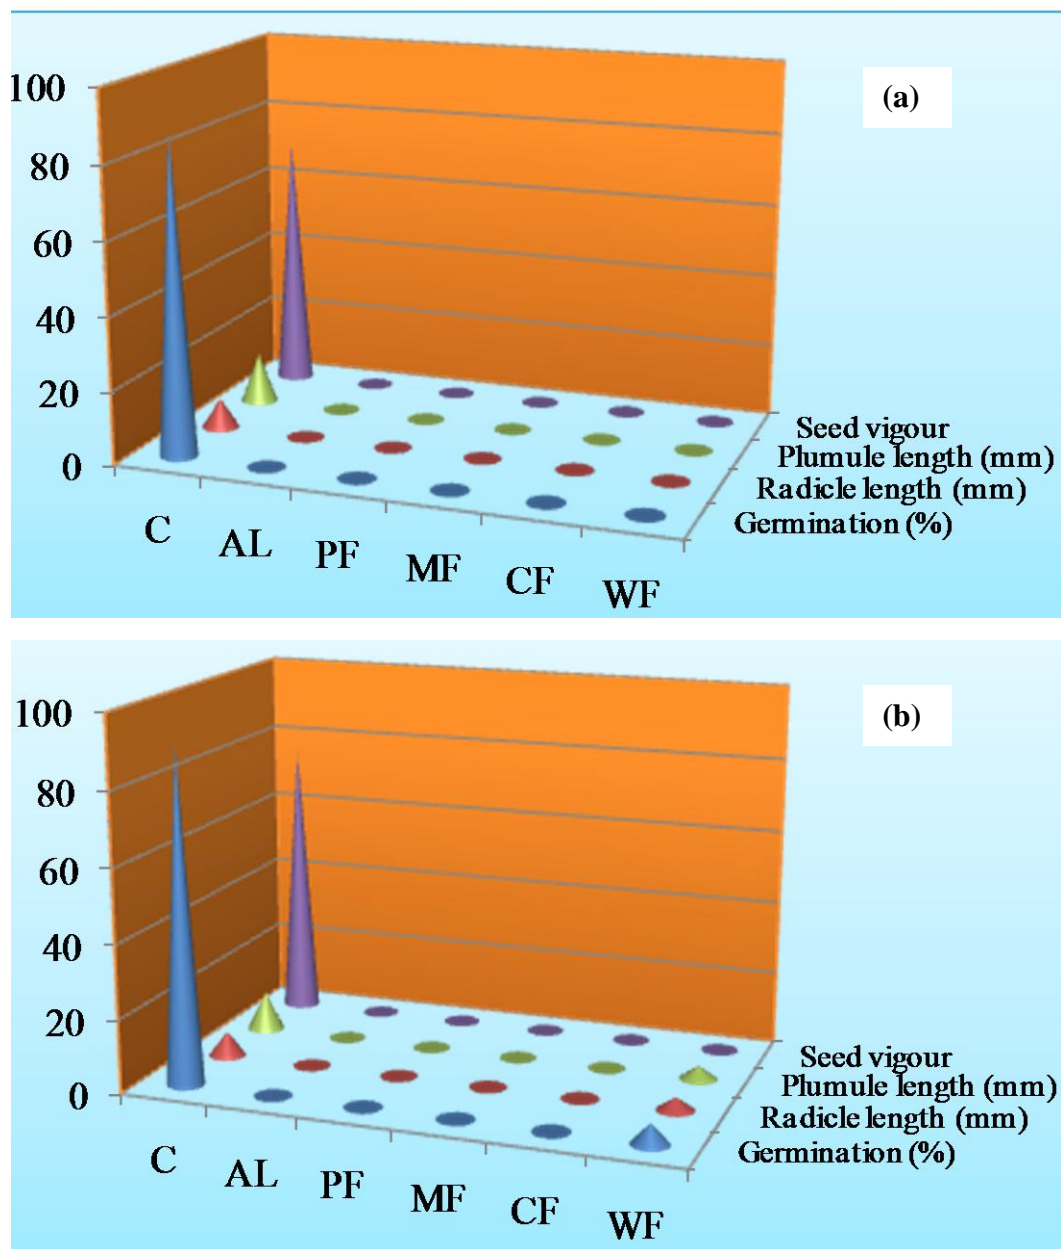 (a)
100
80
60
40
20
0
C AL PF MF CF WF
Seed vigour
Plumule length (mm)
Radicle length (mm)
Germination (%)
(b)
100
80
60
40
20
0
C AL PF MF CF WF
Seed vigour
Plumule length (mm)
Radicle length (mm)
Germination (%)